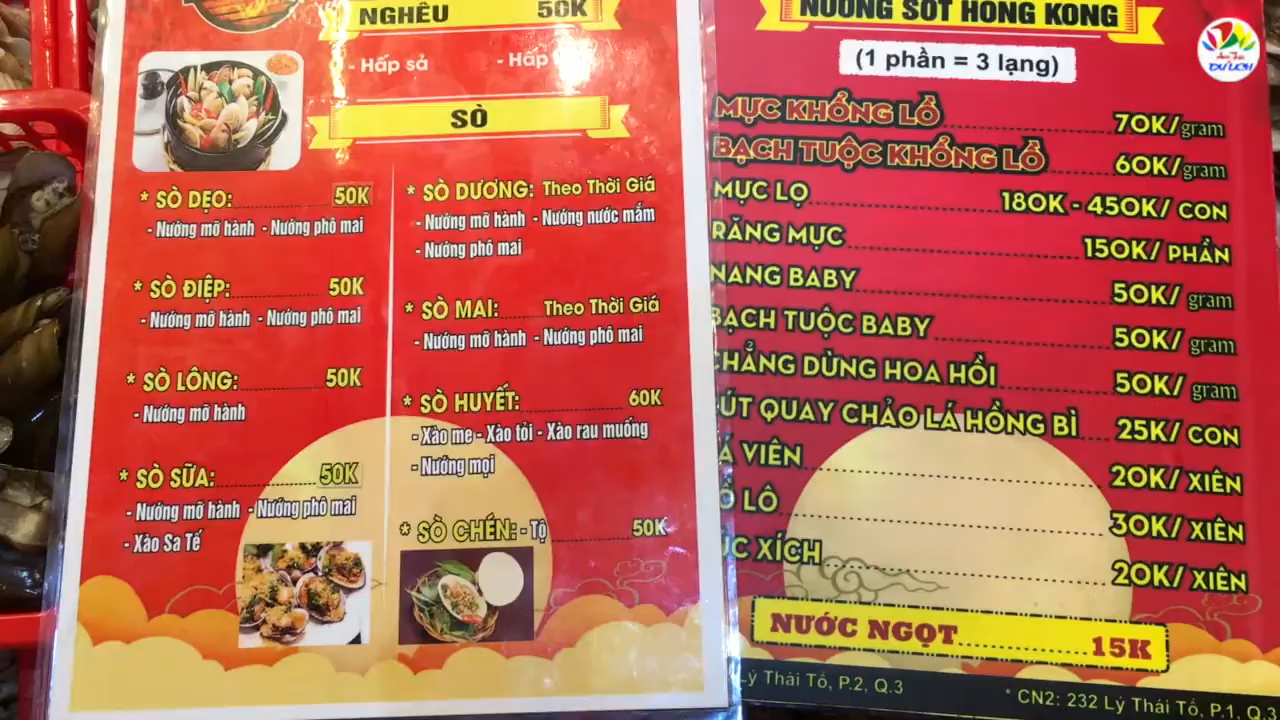 NGHÊU 50K
- Hấp sả - Hấp
SÒ
* SÒ DẸO: 50K
- Nướng mỡ hành - Nướng phô mai
* SÒ ĐIỆP: 50K
- Nướng mỡ hành - Nướng phô mai
* SÒ LÔNG: 50K
- Nướng mỡ hành
* SÒ SỮA: 50K
- Nướng mỡ hành - Nướng phô mai
- Xào Sa Tế
* SÒ DƯƠNG: Theo Thời Giá
- Nướng mỡ hành - Nướng nước mắm
- Nướng phô mai
* SÒ MAI: Theo Thời Giá
- Nướng mỡ hành - Nướng phô mai
* SÒ HUYẾT: 60K
- Xào me - Xào tỏi - Xào rau muống
- Nướng mọi
* SÒ CHÉN: - Tộ 50K
NƯỚNG SỐT HONG KONG
(1 phần = 3 lạng)
MỰC KHỔNG LỒ 70K/gram
BẠCH TUỘC KHỔNG LỒ 60K/gram
MỰC LỌ 180K - 450K/ CON
RĂNG MỰC 150K/ PHẦN
NANG BABY 50K/ gram
BẠCH TUỘC BABY 50K/ gram
CHẲNG DỪNG HOA HỒI 50K/ gram
CÚT QUAY CHẢO LÁ HỒNG BÌ 25K/ CON
CÁ VIÊN 20K/ XIÊN
LÔ 30K/ XIÊN
XÍCH 20K/ XIÊN
NƯỚC NGỌT 15K
Lý Thái Tổ, P.2, Q.3
* CN2: 232 Lý Thái Tổ, P.1, Q.3
DU LỊCH